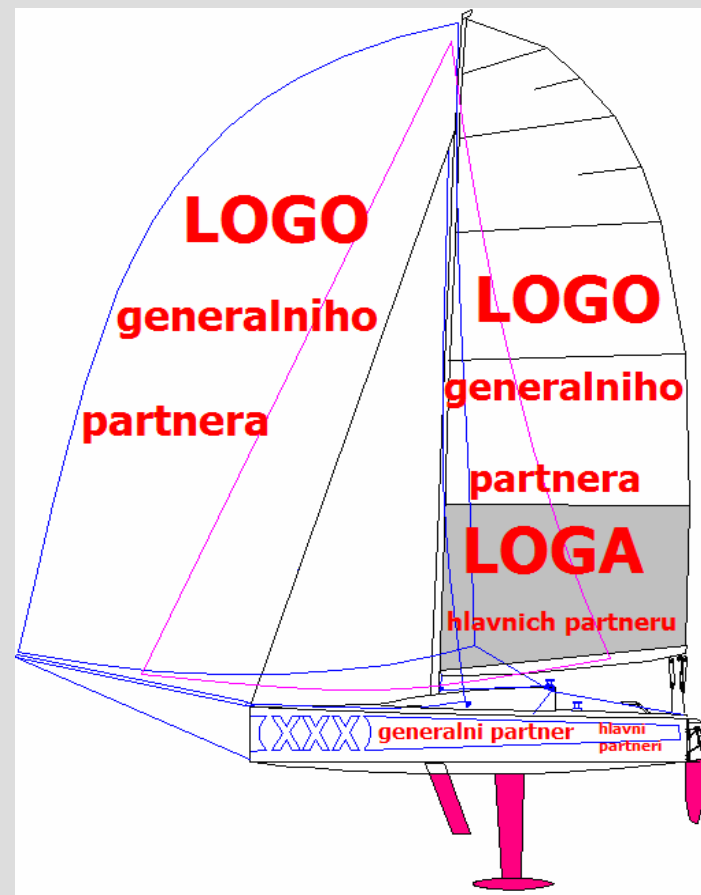 LOGO
generalniho
partnera
LOGO
generalniho
partnera
LOGA
hlavnich partneru
(XXX) generalni partner
hlavni
partneri